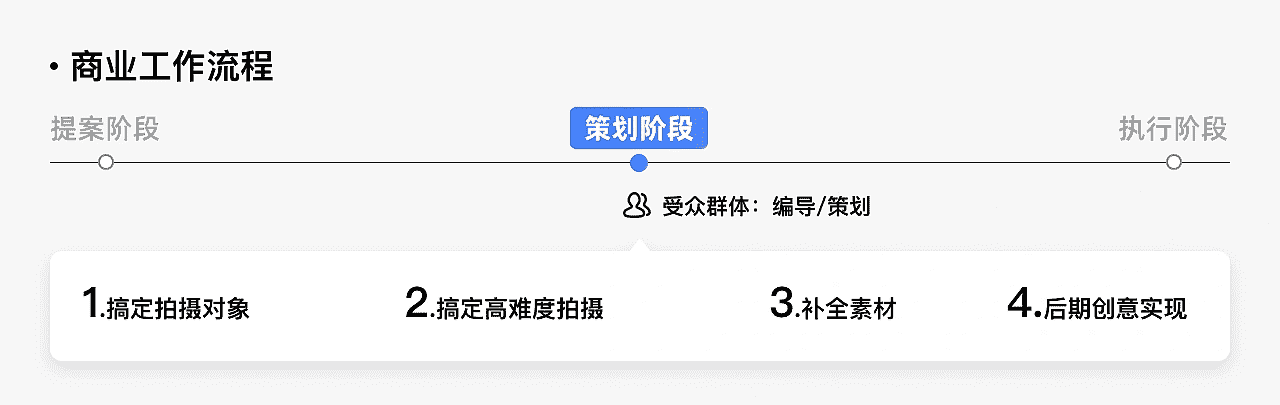 · 商业工作流程
提案阶段
策划阶段
执行阶段
受众群体：编导/策划
1.搞定拍摄对象
2.搞定高难度拍摄
3.补全素材
4.后期创意实现